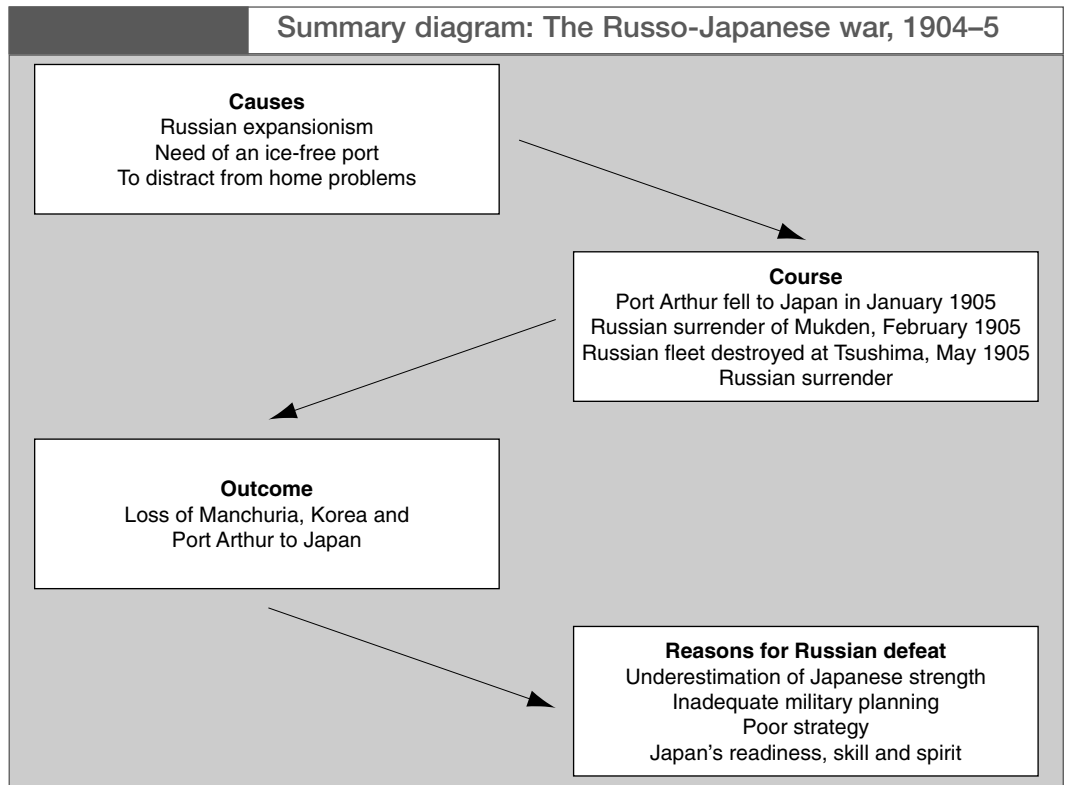 Summary diagram: The Russo-Japanese war, 1904–5
Causes
Russian expansionism
Need of an ice-free port
To distract from home problems
Course
Port Arthur fell to Japan in January 1905
Russian surrender of Mukden, February 1905
Russian fleet destroyed at Tsushima, May 1905
Russian surrender
Outcome
Loss of Manchuria, Korea and
Port Arthur to Japan
Reasons for Russian defeat
Underestimation of Japanese strength
Inadequate military planning
Poor strategy
Japan's readiness, skill and spirit